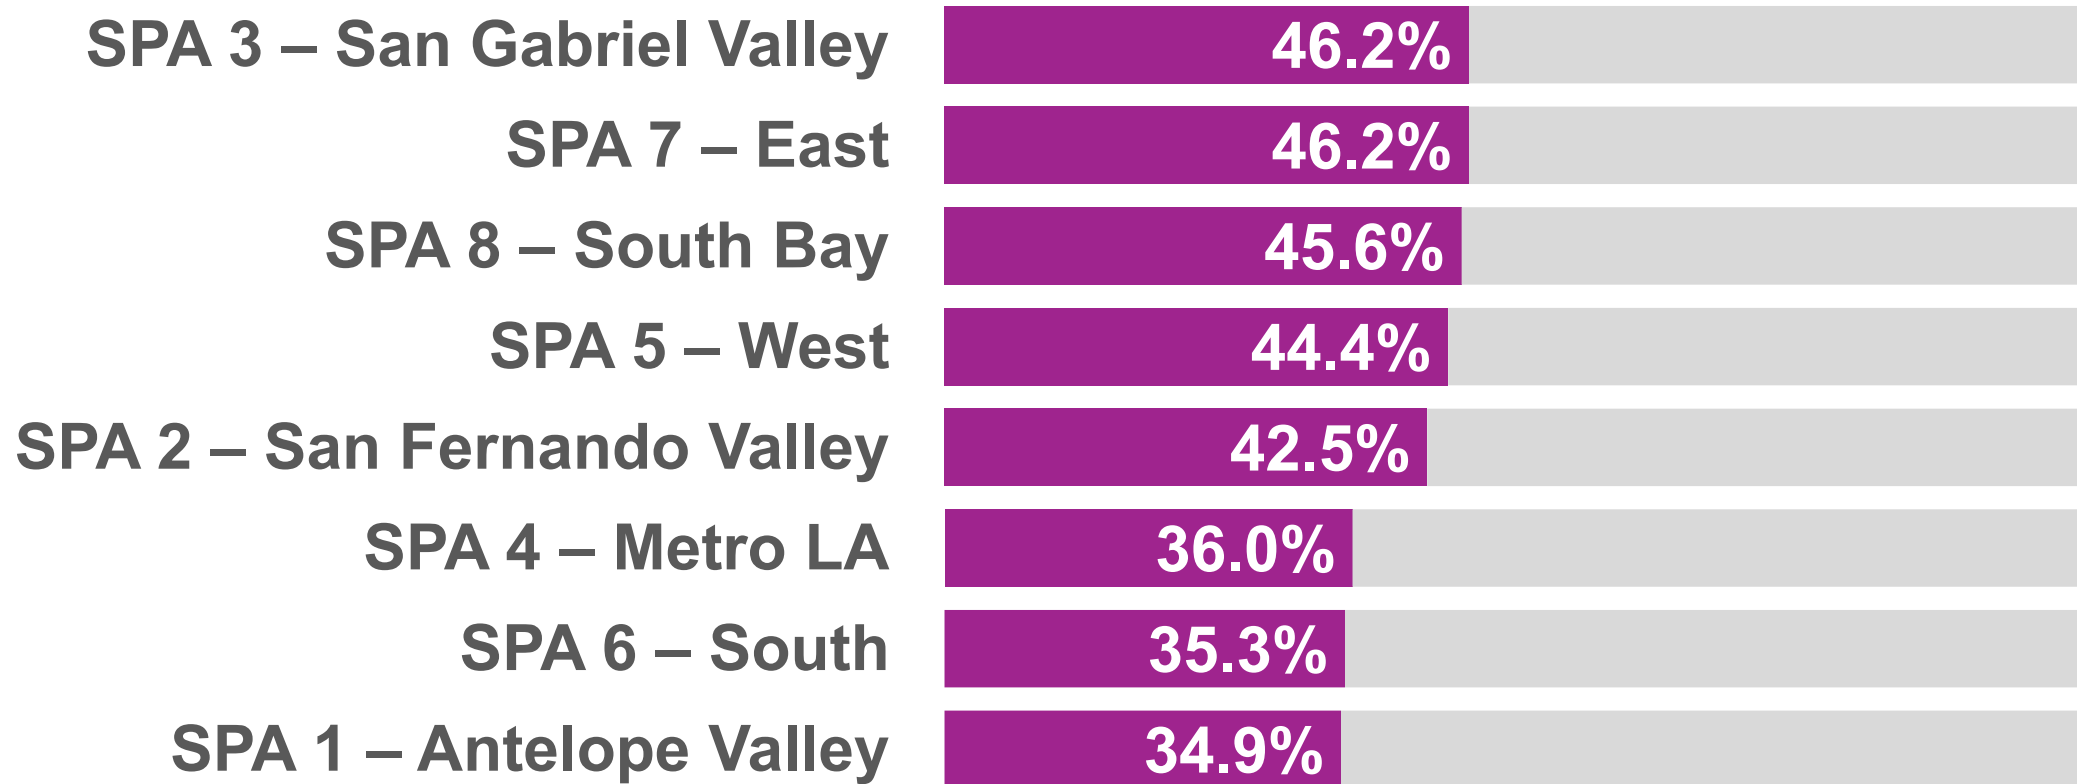 SPA 3 – San Gabriel Valley 46.2%
SPA 7 – East 46.2%
SPA 8 – South Bay 45.6%
SPA 5 – West 44.4%
SPA 2 – San Fernando Valley 42.5%
SPA 4 – Metro LA 36.0%
SPA 6 – South 35.3%
SPA 1 – Antelope Valley 34.9%